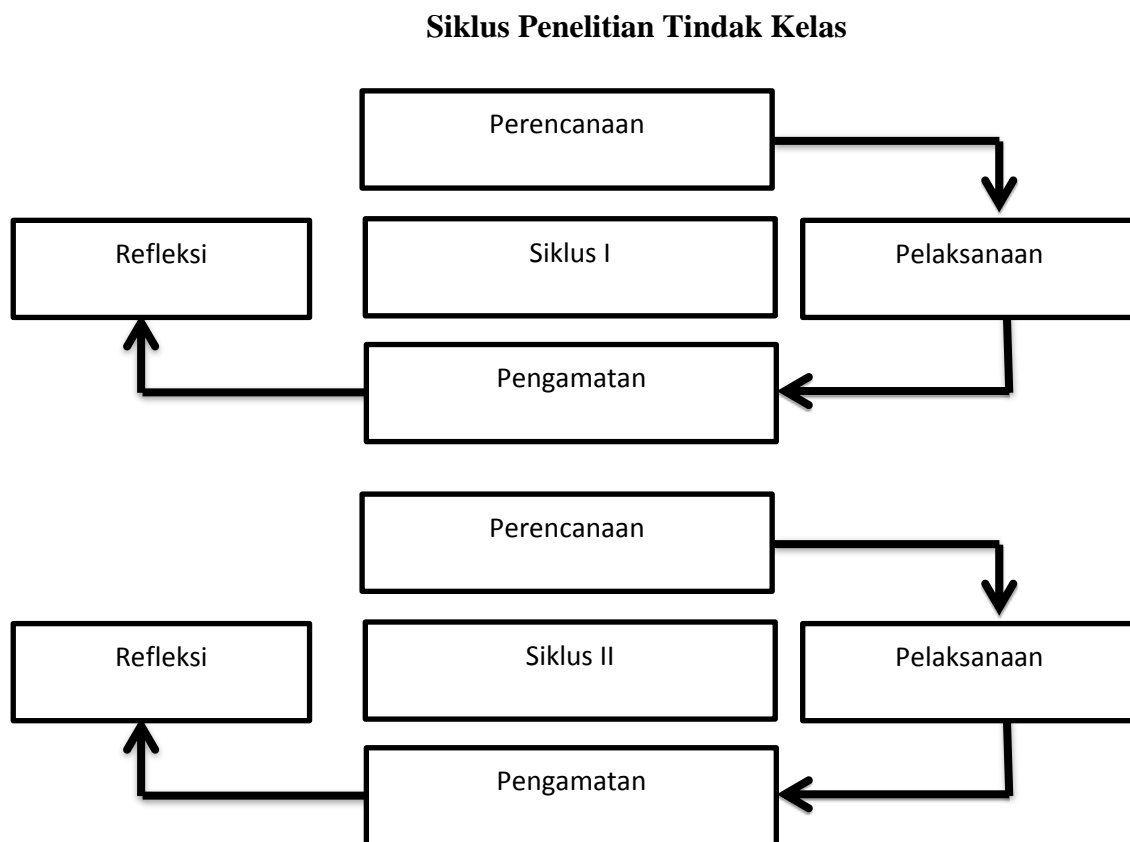 Siklus Penelitian Tindak Kelas
Perencanaan
Refleksi
Siklus I
Pelaksanaan
Pengamatan
Perencanaan
Refleksi
Siklus II
Pelaksanaan
Pengamatan